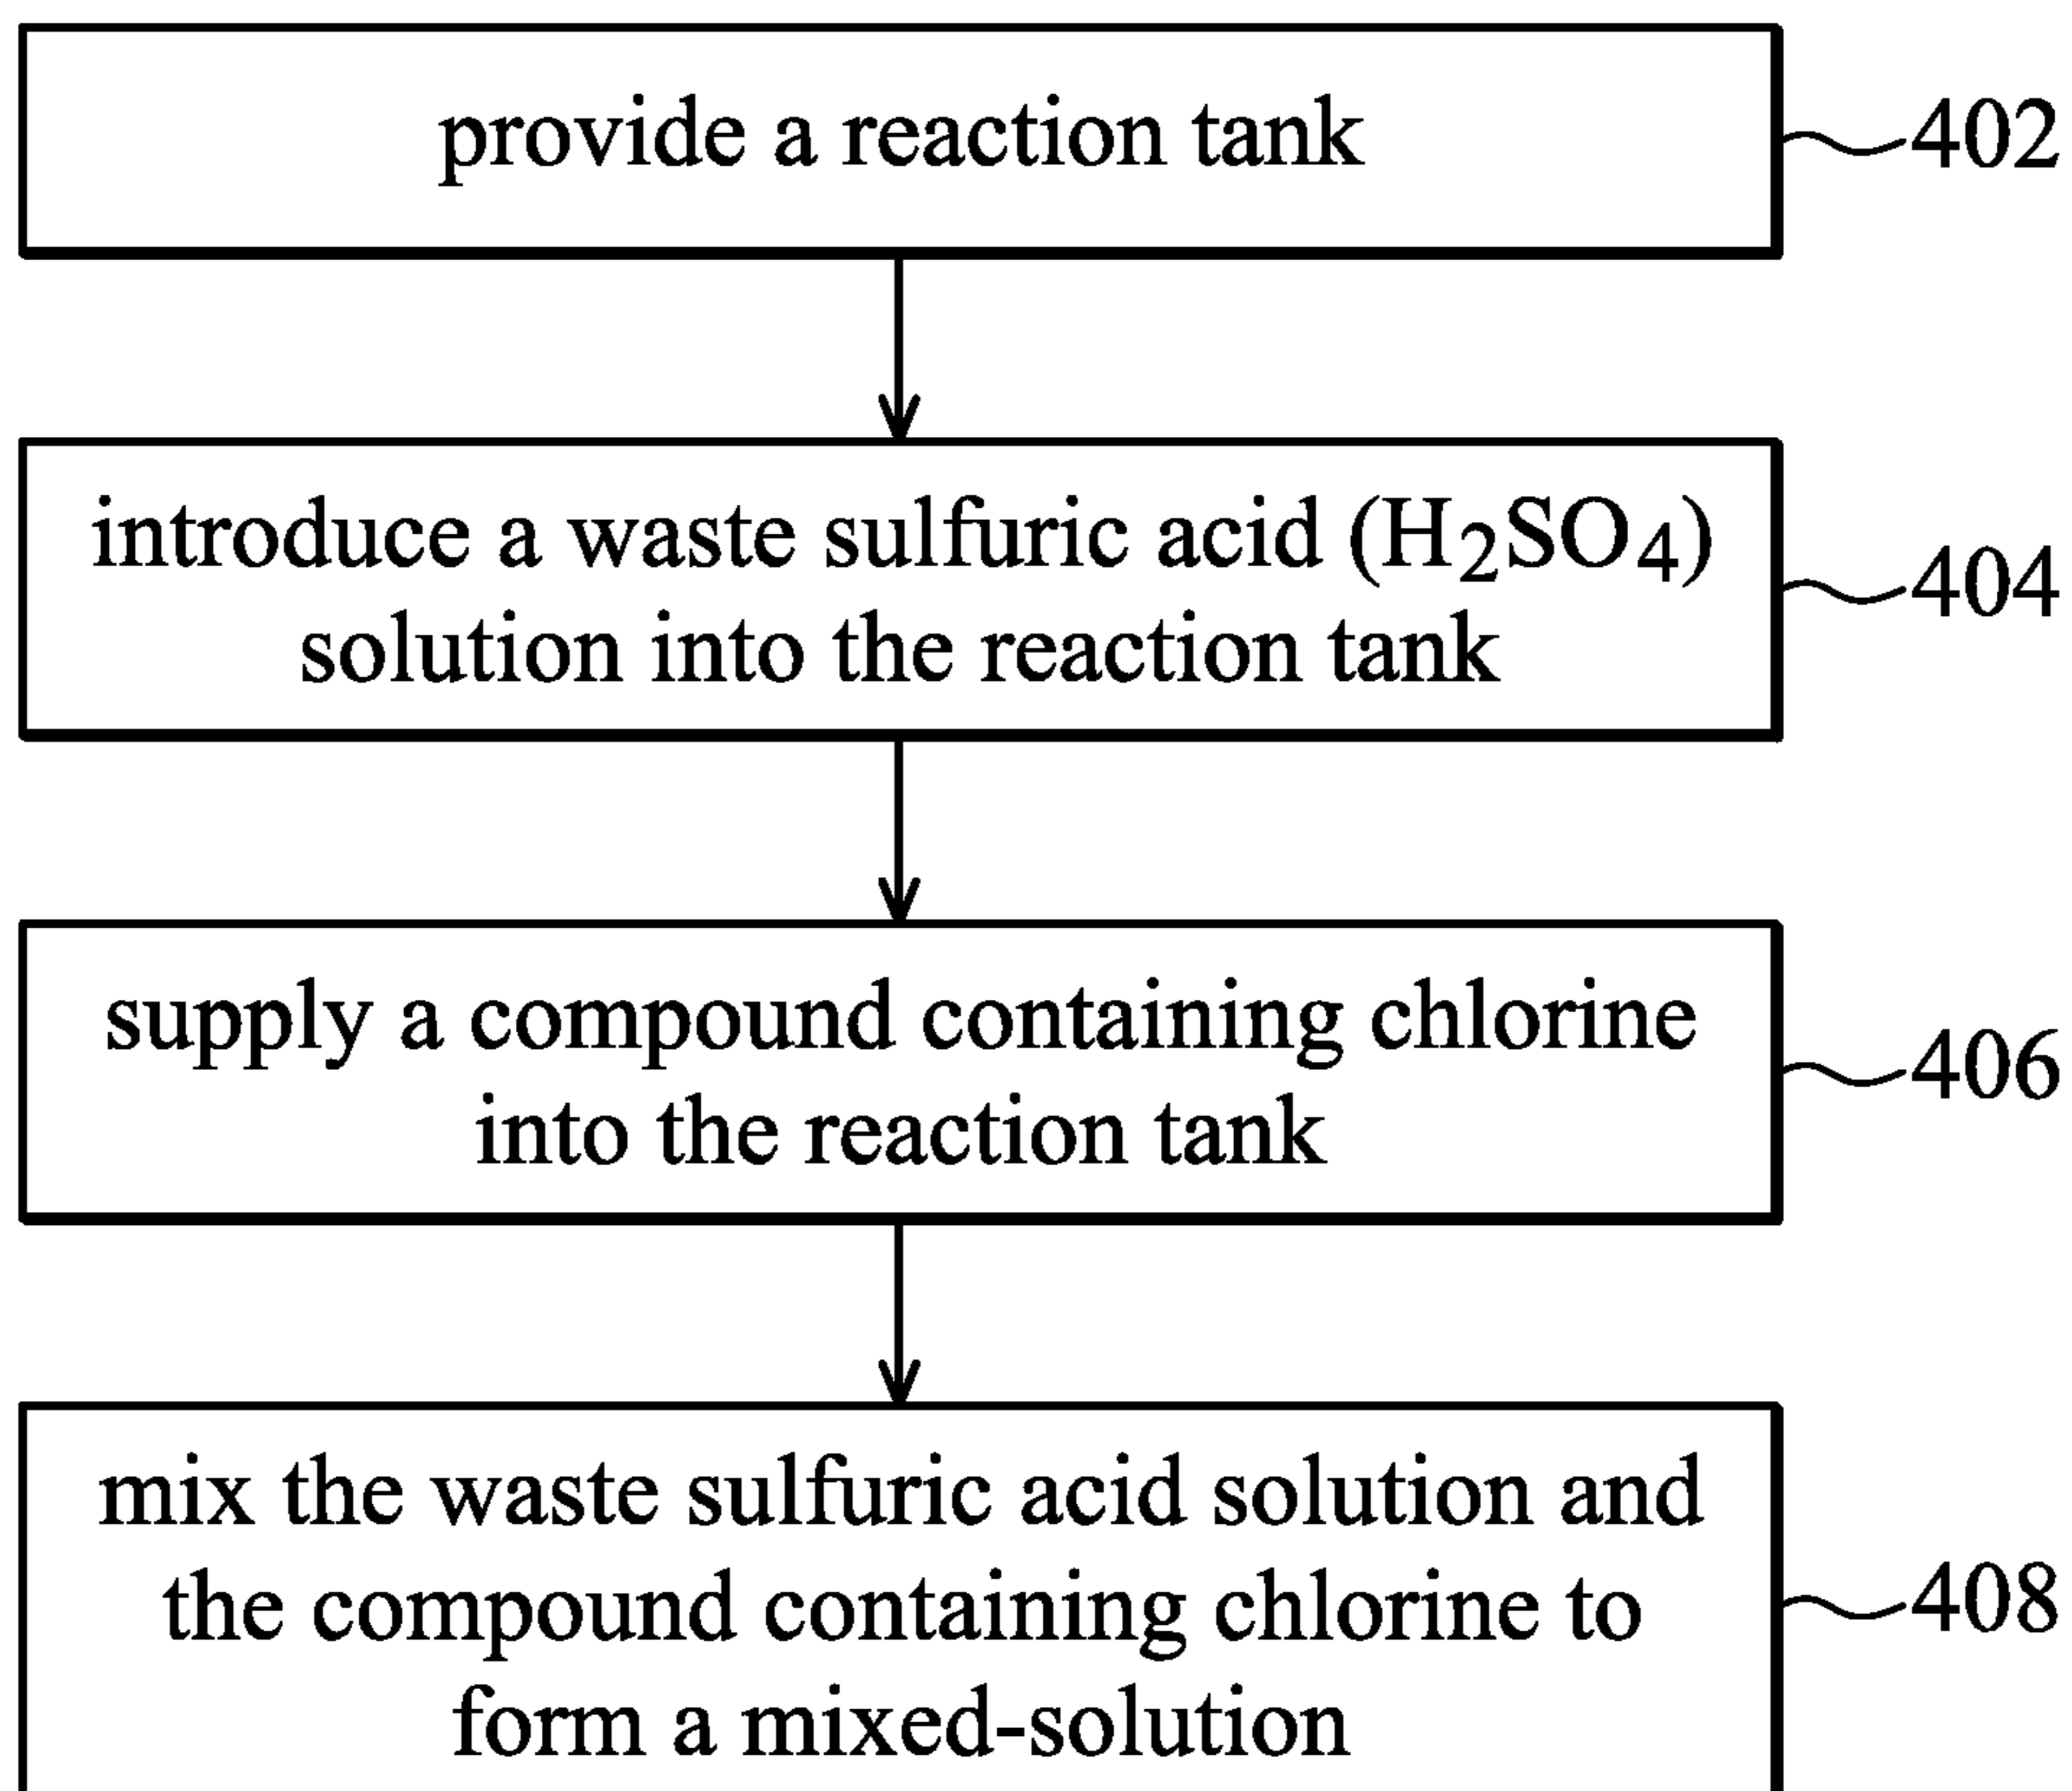 provide a reaction tank
402
introduce a waste sulfuric acid (H₂SO₄)
solution into the reaction tank
404
supply a compound containing chlorine
into the reaction tank
406
mix the waste sulfuric acid solution and
the compound containing chlorine to
form a mixed-solution
408